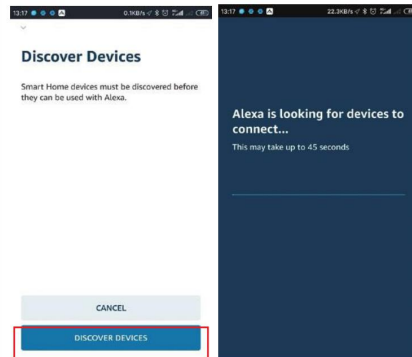 13:17
0.1KB/s
Discover Devices
Smart Home devices must be discovered before
they can be used with Alexa.
CANCEL
DISCOVER DEVICES
13:17
22.3KB/s
Alexa is looking for devices to
connect...
This may take up to 45 seconds